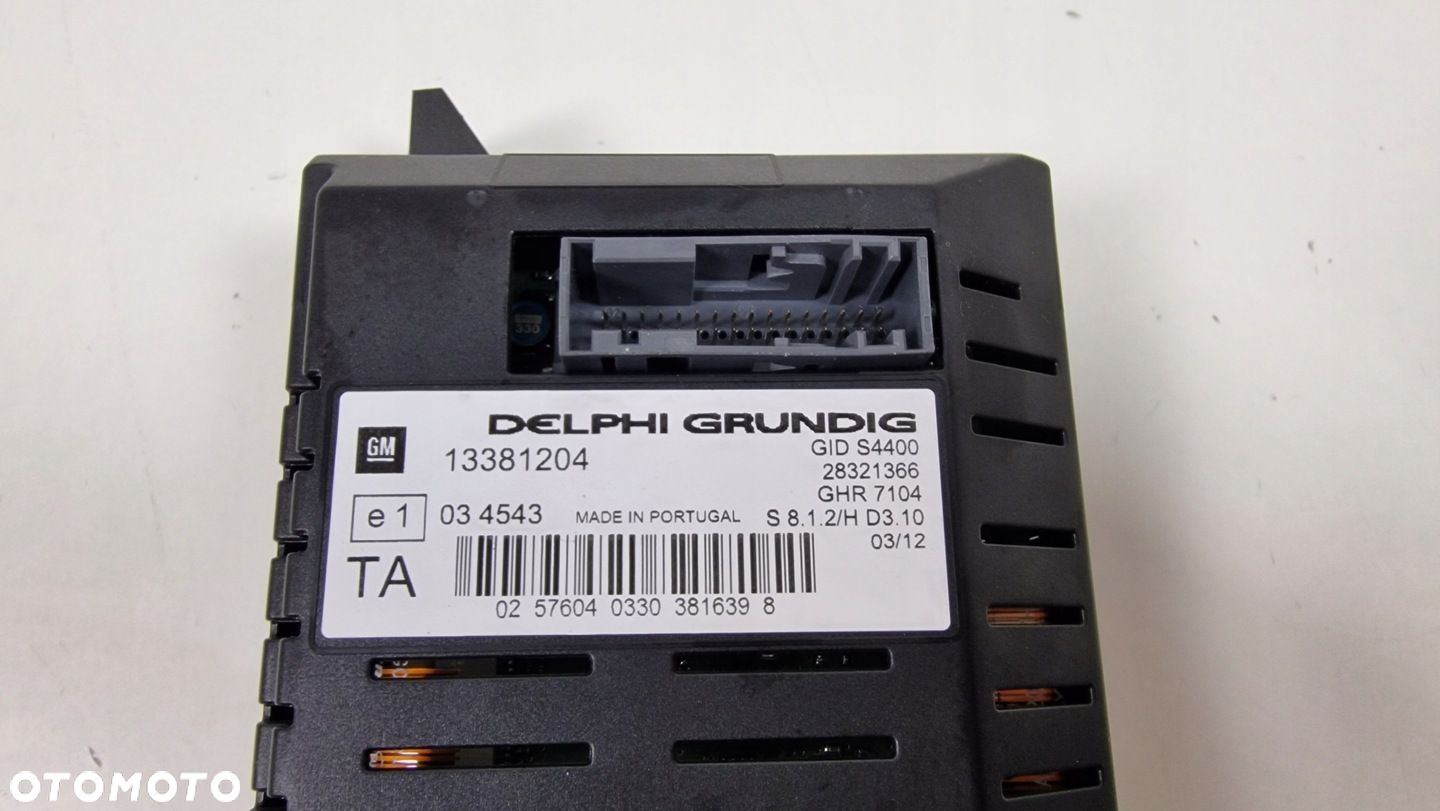 330
DELPHI GRUNDIG
GM
13381204
GID S4400
28321366
GHR 7104
e1
03 4543
MADE IN PORTUGAL
S 8.1.2/H D3.10
03/12
TA
02 57604 0330 381639 8
OTOMOTO